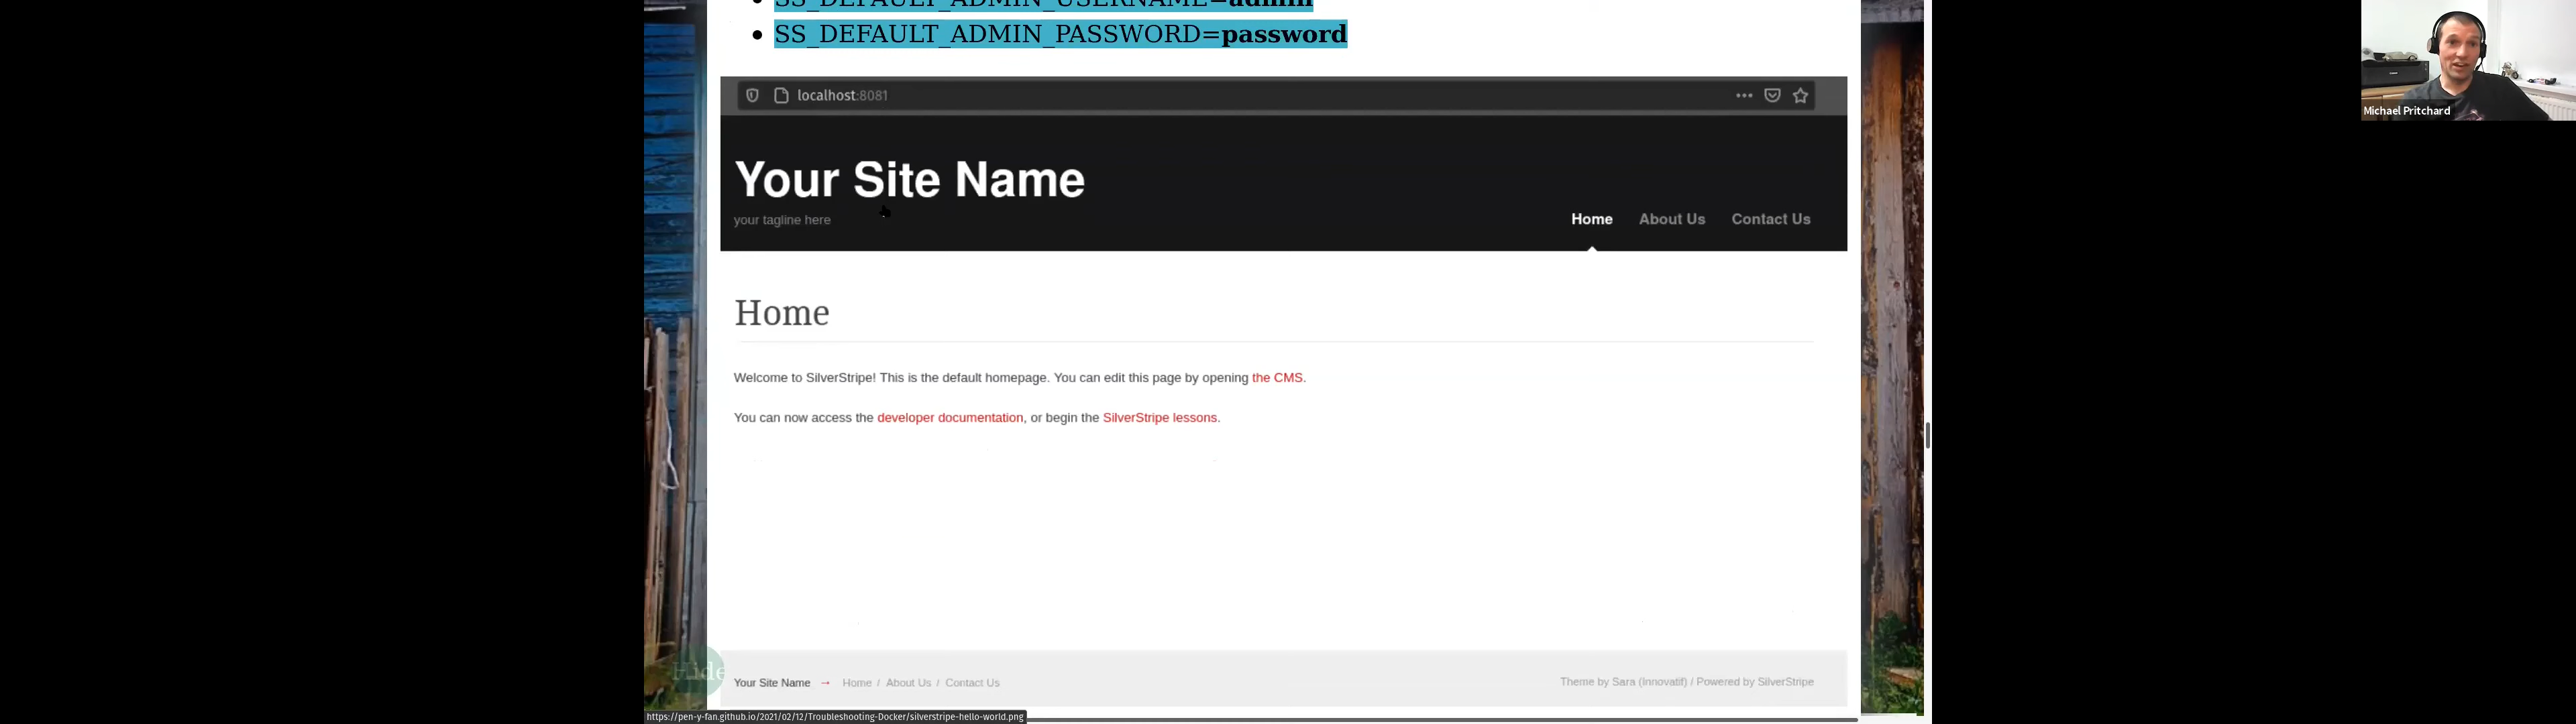 SS_DEFAULT_ADMIN_USERNAME=admin
SS_DEFAULT_ADMIN_PASSWORD=password
localhost:8081
Michael Pritchard
Your Site Name
your tagline here
Home About Us Contact Us
Home
Welcome to SilverStripe! This is the default homepage. You can edit this page by opening the CMS.
You can now access the developer documentation, or begin the SilverStripe lessons.
Hide
Your Site Name → Home / About Us / Contact Us
Theme by Sara (Innovatif) / Powered by SilverStripe
https://pen-y-fan.github.io/2021/02/12/Troubleshooting-Docker/silverstripe-hello-world.png